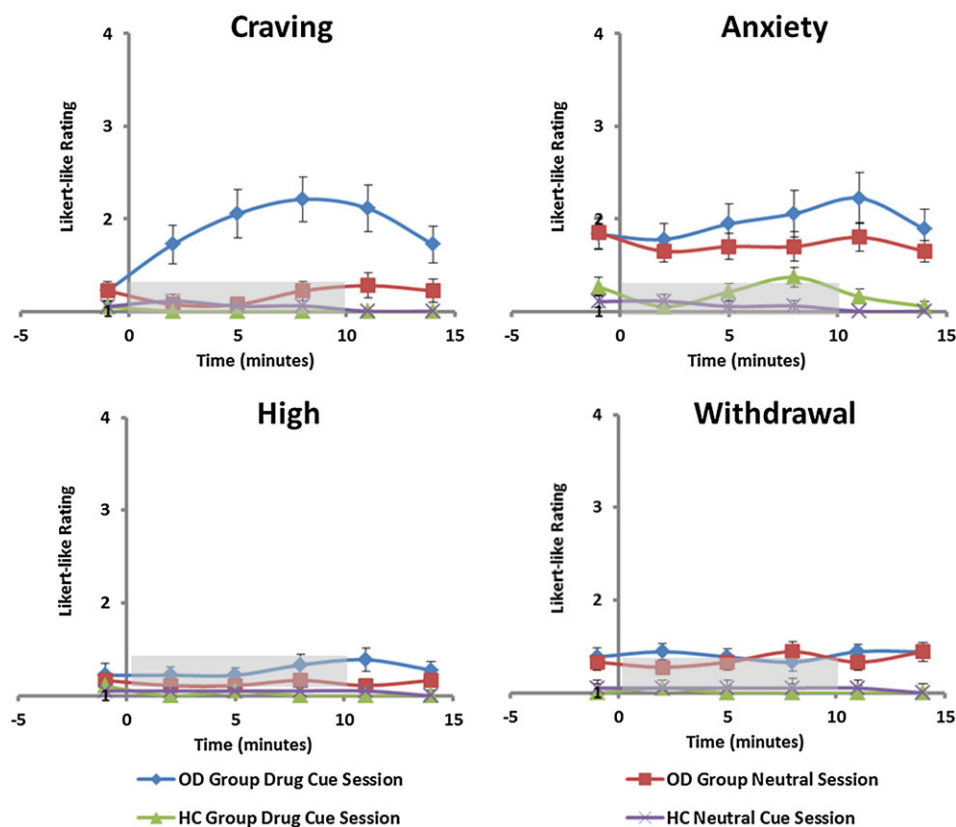 Craving
4
3
2
1
Likert-like Rating
-5 0 5 10 15
Time (minutes)
Anxiety
4
3
2
1
Likert-like Rating
-5 0 5 10 15
Time (minutes)
High
4
3
2
1
Likert-like Rating
-5 0 5 10 15
Time (minutes)
Withdrawal
4
3
2
1
Likert-like Rating
-5 0 5 10 15
Time (minutes)
OD Group Drug Cue Session
OD Group Neutral Session
HC Group Drug Cue Session
HC Neutral Cue Session